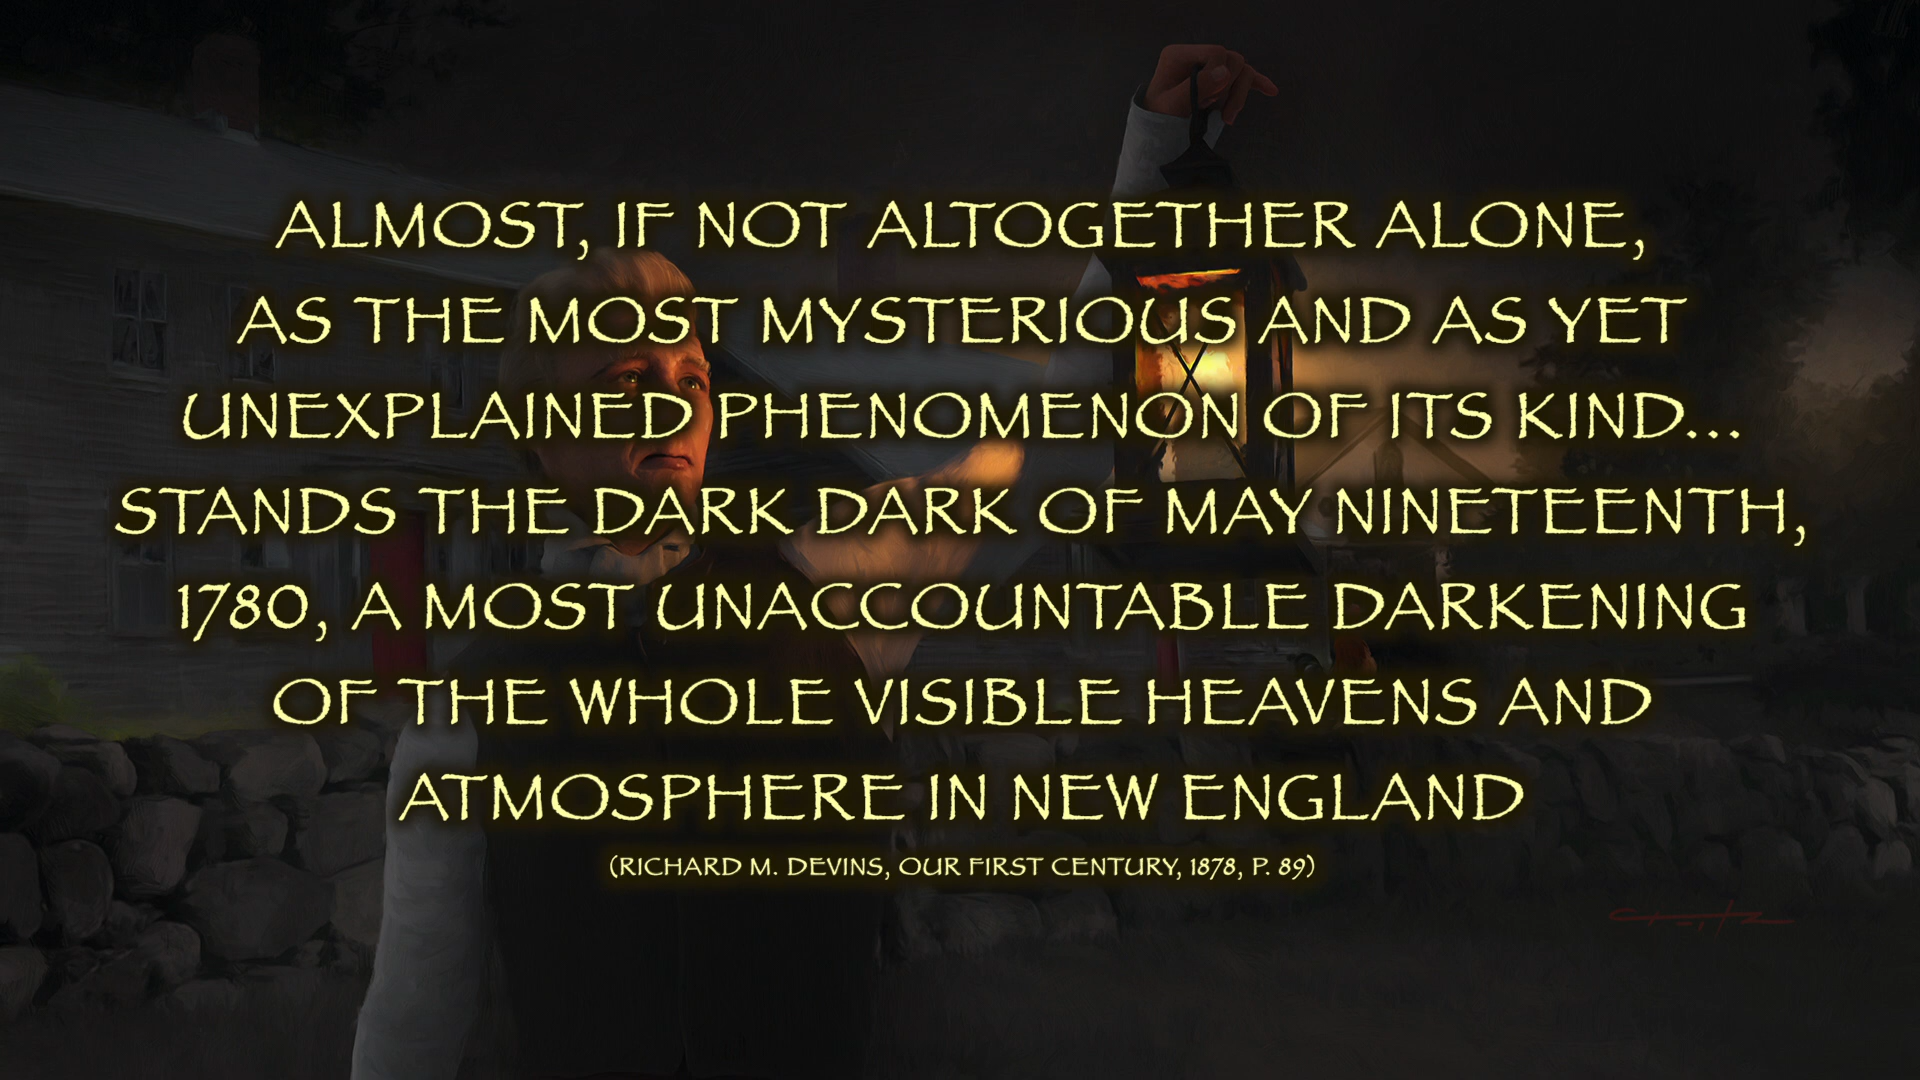 ALMOST, IF NOT ALTOGETHER ALONE,
AS THE MOST MYSTERIOUS AND AS YET
UNEXPLAINED PHENOMENON OF ITS KIND...
STANDS THE DARK DARK OF MAY NINETEENTH,
1780, A MOST UNACCOUNTABLE DARKENING
OF THE WHOLE VISIBLE HEAVENS AND
ATMOSPHERE IN NEW ENGLAND
(RICHARD M. DEVINS, OUR FIRST CENTURY, 1878, P. 89)